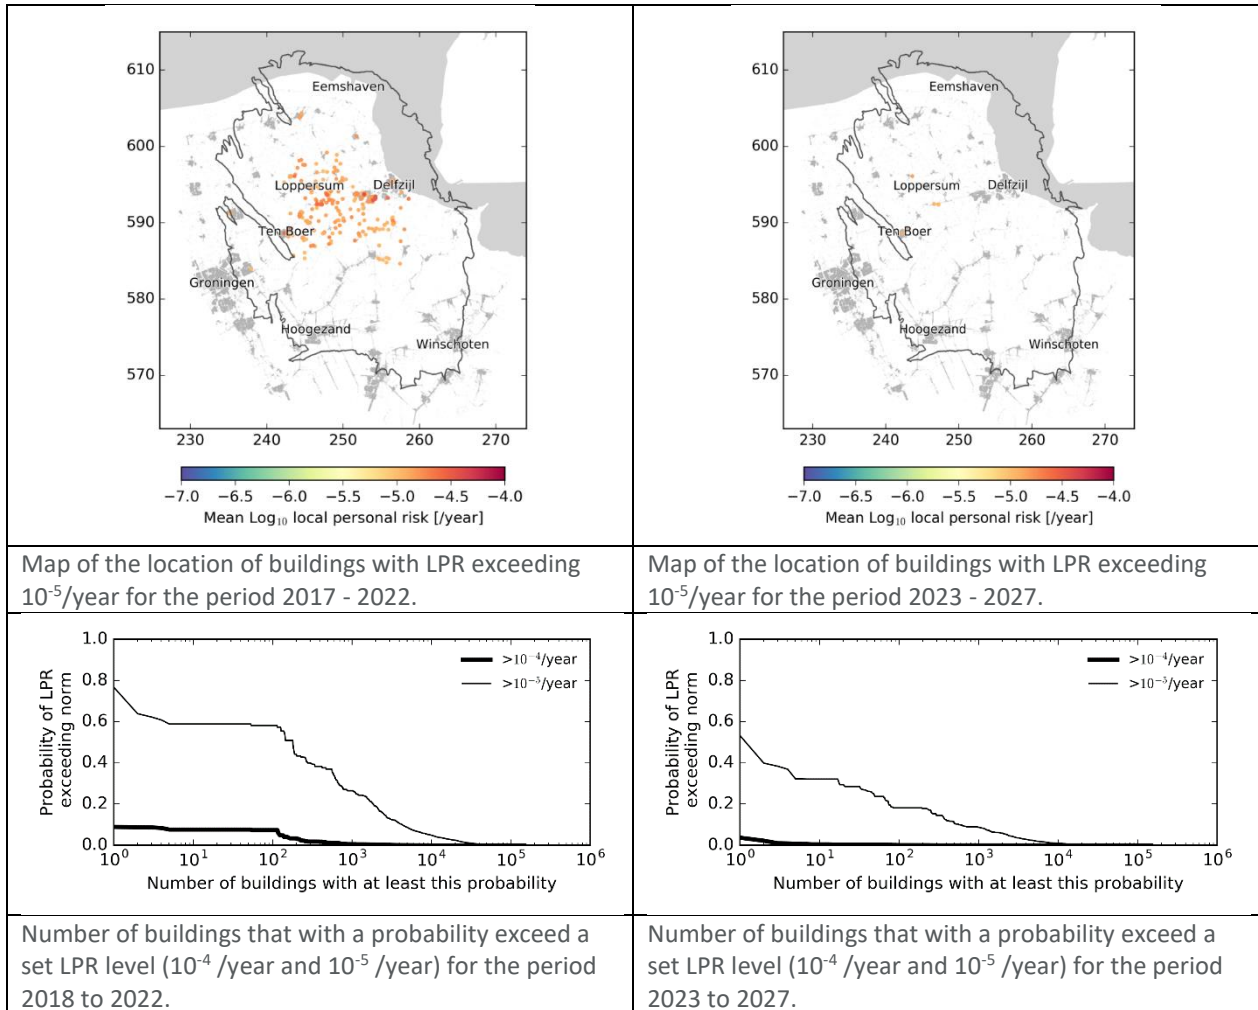 610
600
590
580
570
Eemshaven
Loppersum
Delfzijl
Ten Boer
Groningen
Hoogezand
Winschoten
230 240 250 260 270
−7.0 −6.5 −6.0 −5.5 −5.0 −4.5 −4.0
Mean Log10 local personal risk [/year]
610
600
590
580
570
Eemshaven
Loppersum
Delfzijl
Ten Boer
Groningen
Hoogezand
Winschoten
230 240 250 260 270
−7.0 −6.5 −6.0 −5.5 −5.0 −4.5 −4.0
Mean Log10 local personal risk [/year]
Map of the location of buildings with LPR exceeding
10-5/year for the period 2017 - 2022.
Map of the location of buildings with LPR exceeding
10-5/year for the period 2023 - 2027.
Probability of LPR
exceeding norm
1.0
0.8
0.6
0.4
0.2
0.0
>10−4/year
>10−5/year
10^0 10^1 10^2 10^3 10^4 10^5 10^6
Number of buildings with at least this probability
Probability of LPR
exceeding norm
1.0
0.8
0.6
0.4
0.2
0.0
>10−4/year
>10−5/year
10^0 10^1 10^2 10^3 10^4 10^5 10^6
Number of buildings with at least this probability
Number of buildings that with a probability exceed a
set LPR level (10-4 /year and 10-5 /year) for the period
2018 to 2022.
Number of buildings that with a probability exceed a
set LPR level (10-4 /year and 10-5 /year) for the period
2023 to 2027.